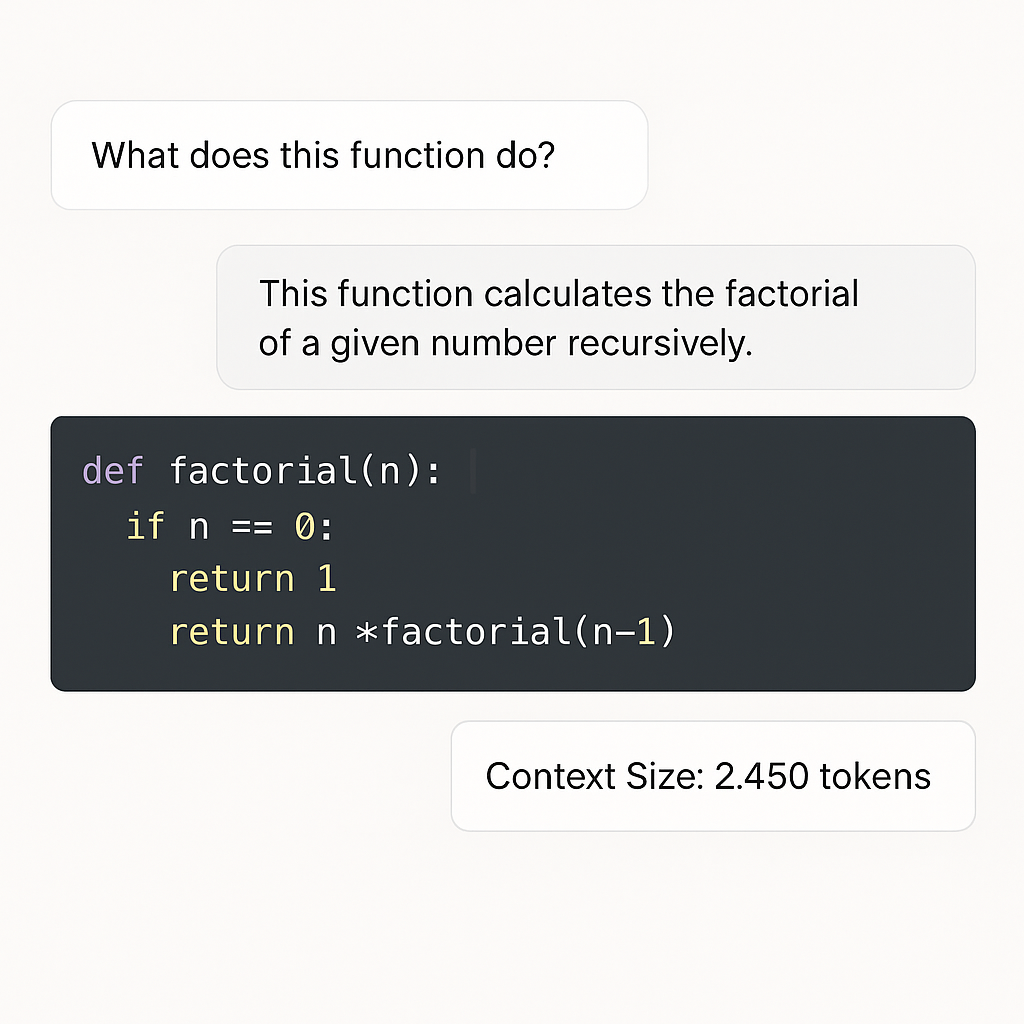 What does this function do?
This function calculates the factorial
of a given number recursively.
def factorial(n):
  if n == 0:
    return 1
    return n *factorial(n−1)
Context Size: 2.450 tokens